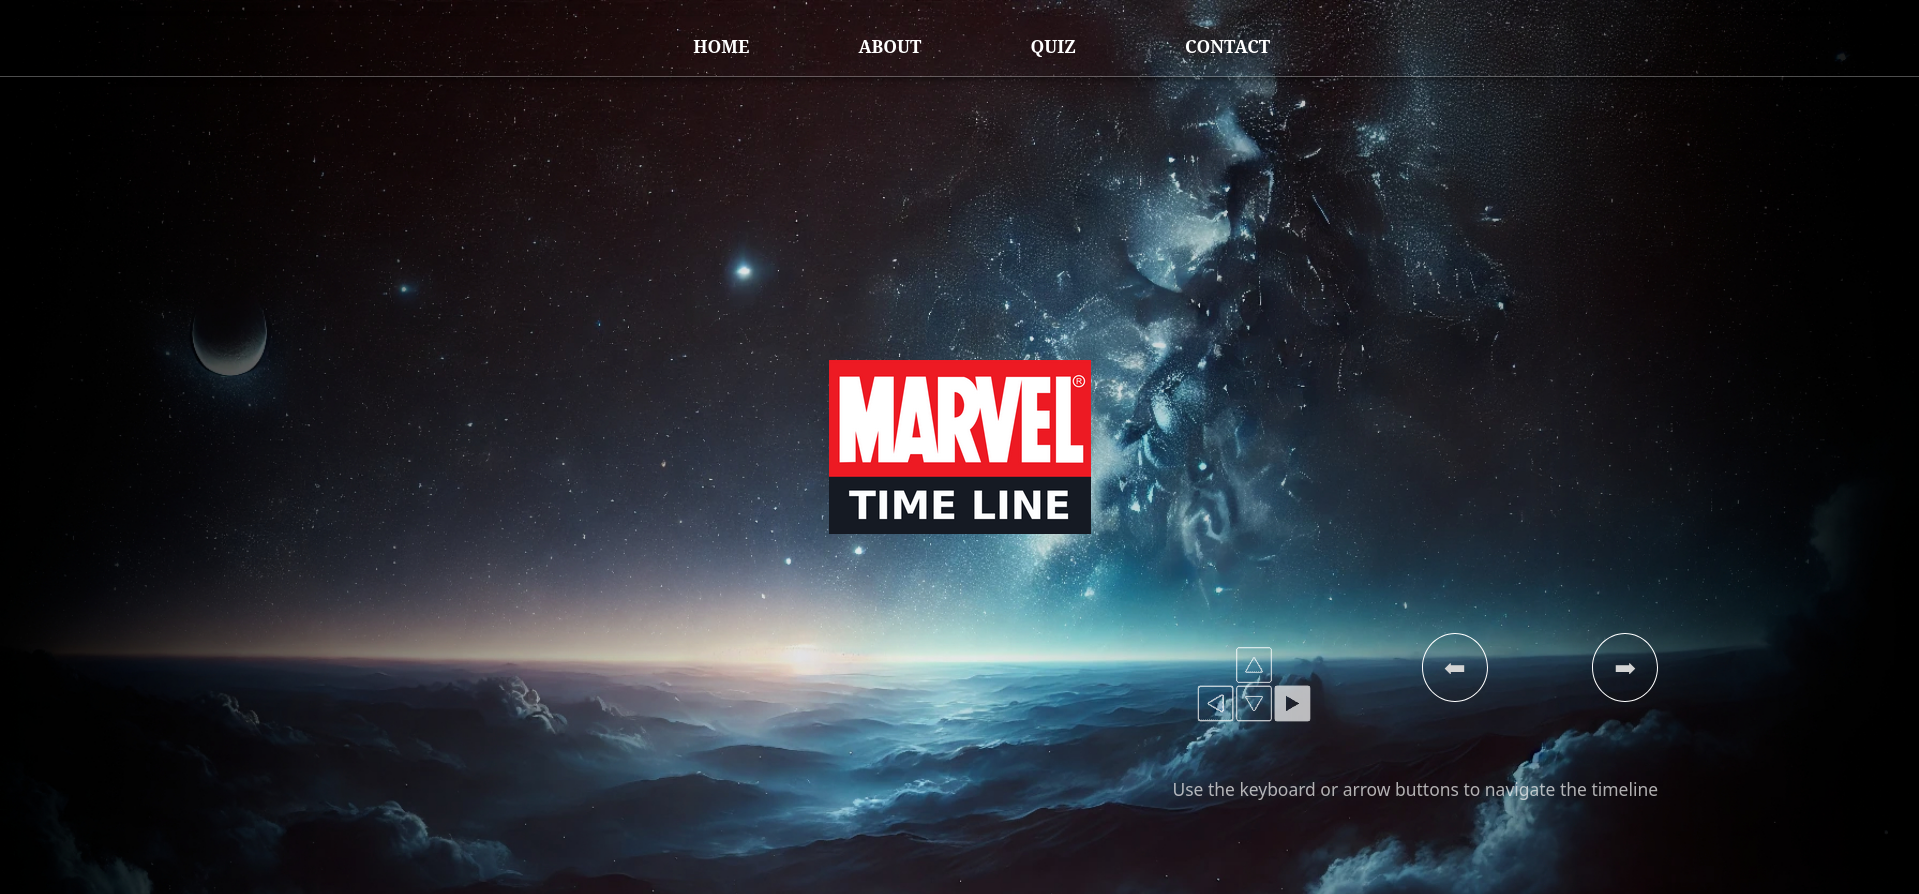 HOME ABOUT QUIZ CONTACT
MARVEL®
TIME LINE
Use the keyboard or arrow buttons to navigate the timeline